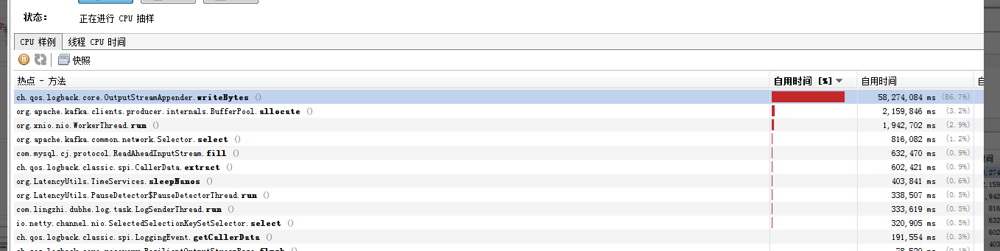 状态： 正在进行 CPU 抽样
CPU 样例 线程 CPU 时间
快照
热点 - 方法 自用时间 [%] 自用时间
ch.qos.logback.core.OutputStreamAppender.writeBytes () 58,274,084 ms (86.7%)
org.apache.kafka.clients.producer.internals.BufferPool.allocate () 2,159,846 ms (3.2%)
org.xnio.nio.WorkerThread.run () 1,942,702 ms (2.9%)
org.apache.kafka.common.network.Selector.select () 816,082 ms (1.2%)
com.mysql.cj.protocol.ReadAheadInputStream.fill () 632,470 ms (0.9%)
ch.qos.logback.classic.spi.CallerData.extract () 602,421 ms (0.9%)
org.LatencyUtils.TimeServices.sleepNanos () 403,841 ms (0.6%)
org.LatencyUtils.PauseDetector$PauseDetectorThread.run () 338,507 ms (0.5%)
com.lingzhi.dubhe.log.task.LogSenderThread.run () 333,619 ms (0.5%)
io.netty.channel.nio.SelectedSelectionKeySetSelector.select () 320,905 ms (0.5%)
ch.qos.logback.classic.spi.LoggingEvent.getCallerData () 191,554 ms (0.3%)